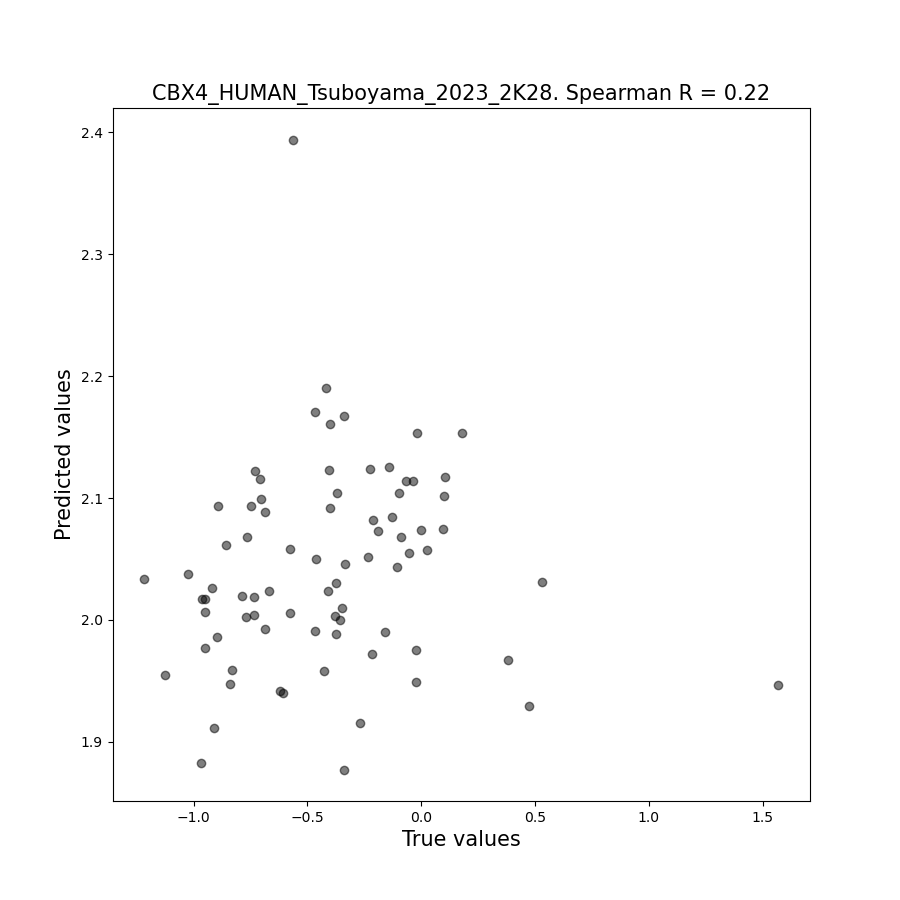 CBX4_HUMAN_Tsuboyama_2023_2K28. Spearman R = 0.22
2.4
2.3
2.2
2.1
2.0
1.9
Predicted values
−1.0 −0.5 0.0 0.5 1.0 1.5
True values